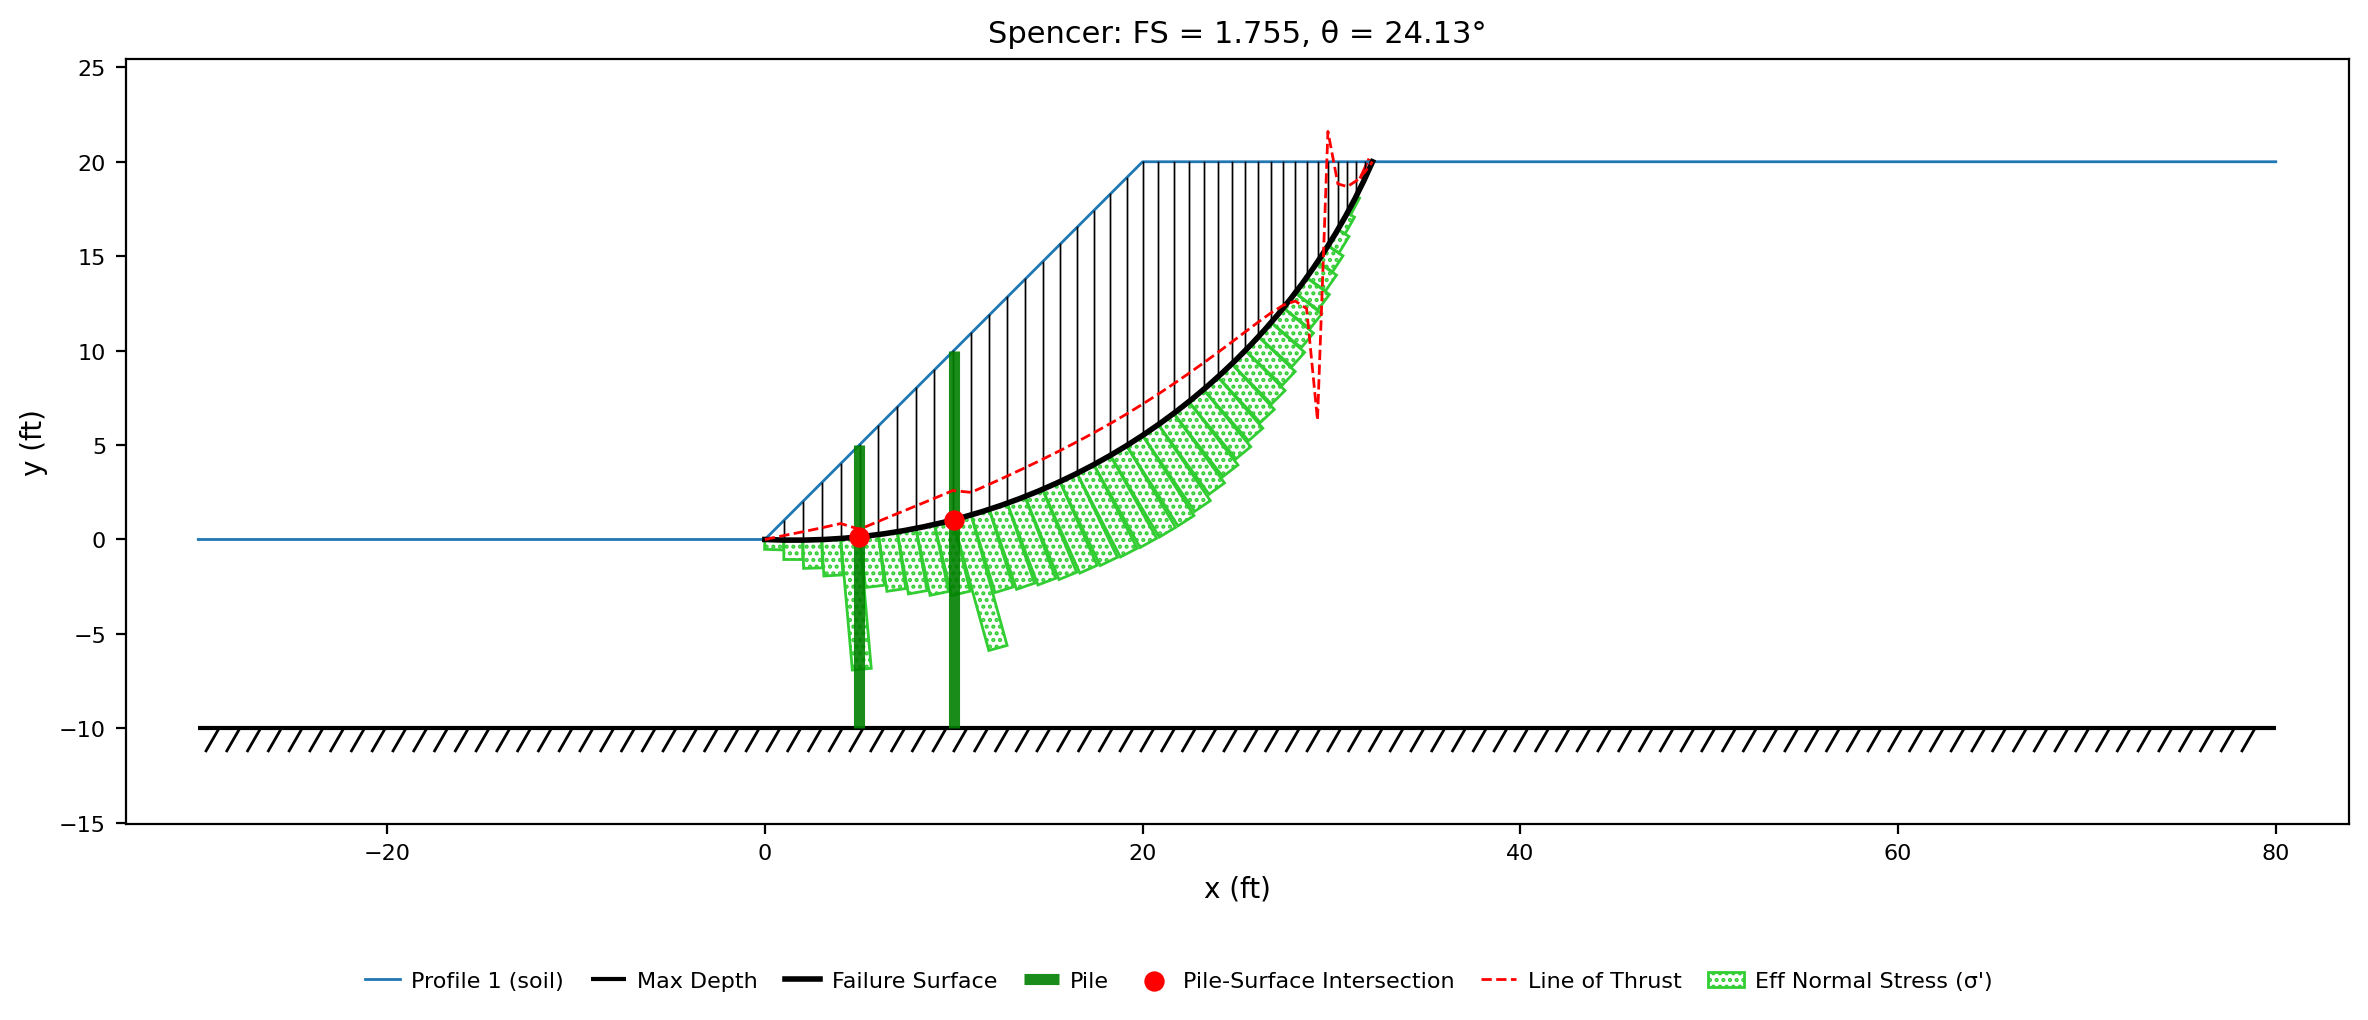 Spencer: FS = 1.755, θ = 24.13°
25
20
15
10
5
0
−5
−10
−15
y (ft)
−20
0
20
40
60
80
x (ft)
Profile 1 (soil)
Max Depth
Failure Surface
Pile
Pile-Surface Intersection
Line of Thrust
Eff Normal Stress (σ')